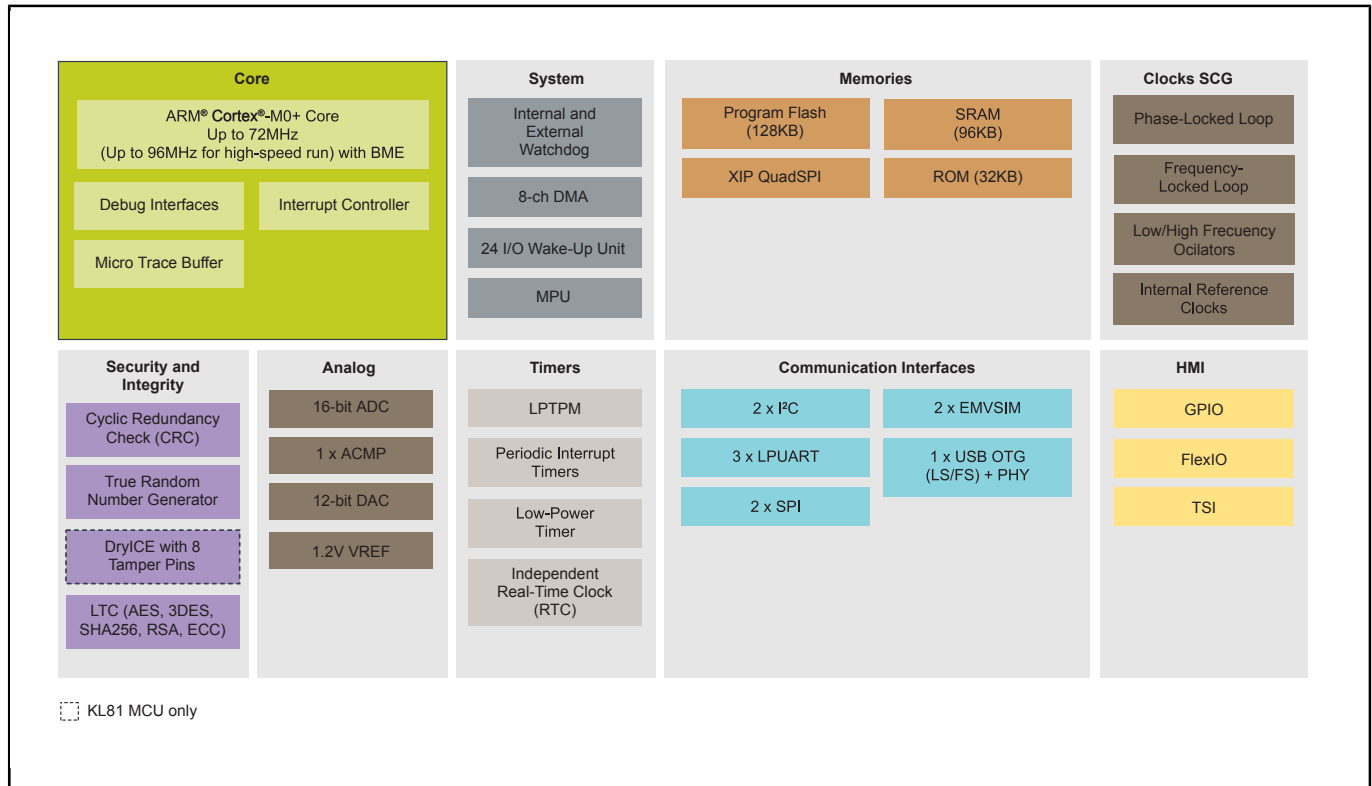 Core
ARM® Cortex®-M0+ Core
Up to 72MHz
(Up to 96MHz for high-speed run) with BME
Debug Interfaces
Interrupt Controller
Micro Trace Buffer
System
Internal and
External
Watchdog
8-ch DMA
24 I/O Wake-Up Unit
MPU
Memories
Program Flash
(128KB)
SRAM
(96KB)
XIP QuadSPI
ROM (32KB)
Clocks SCG
Phase-Locked Loop
Frequency-
Locked Loop
Low/High Frecuency
Ocilators
Internal Reference
Clocks
Security and
Integrity
Cyclic Redundancy
Check (CRC)
True Random
Number Generator
DryICE with 8
Tamper Pins
LTC (AES, 3DES,
SHA256, RSA, ECC)
Analog
16-bit ADC
1 x ACMP
12-bit DAC
1.2V VREF
Timers
LPTPM
Periodic Interrupt
Timers
Low-Power
Timer
Independent
Real-Time Clock
(RTC)
Communication Interfaces
2 x I²C
2 x EMVSIM
3 x LPUART
1 x USB OTG
(LS/FS) + PHY
2 x SPI
HMI
GPIO
FlexIO
TSI
KL81 MCU only